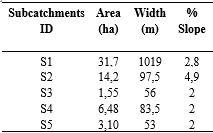 Subcatchments ID Area (ha) Width (m) % Slope
S1 31,7 1019 2,8
S2 14,2 97,5 4,9
S3 1,55 56 2
S4 6,48 83,5 2
S5 3,10 53 2